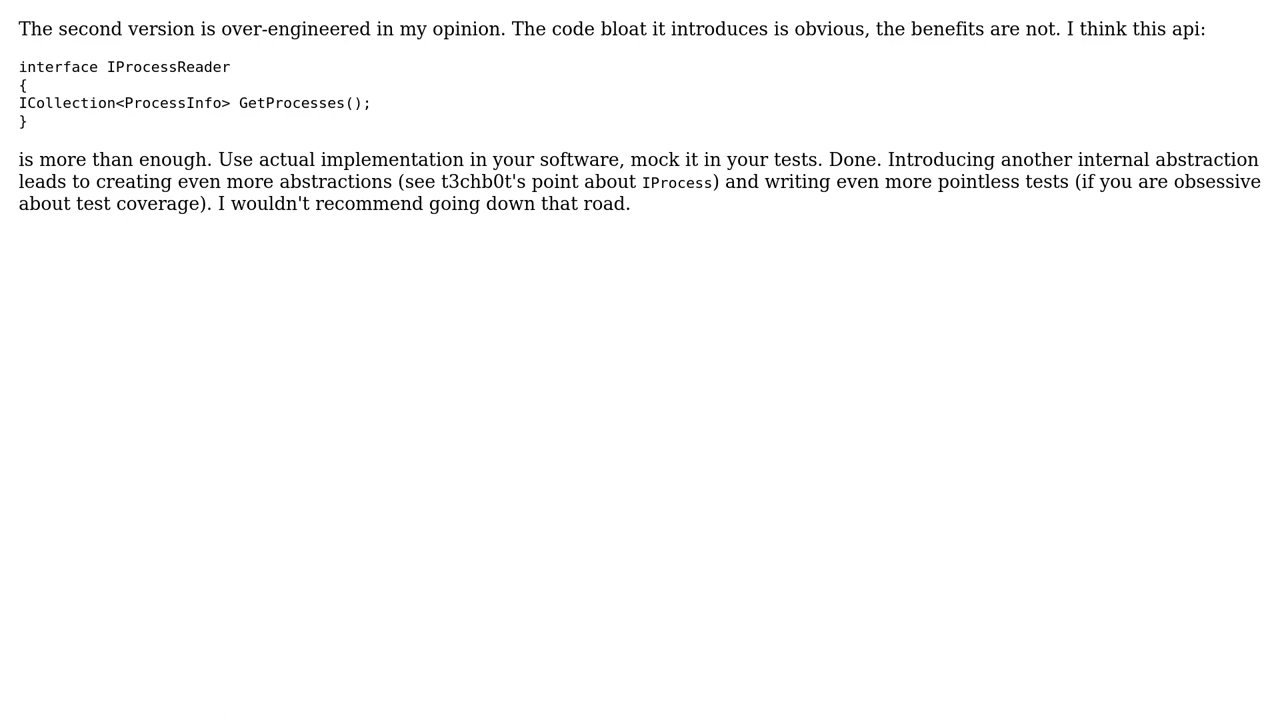 The second version is over-engineered in my opinion. The code bloat it introduces is obvious, the benefits are not. I think this api:
interface IProcessReader
{
ICollection<ProcessInfo> GetProcesses();
}
is more than enough. Use actual implementation in your software, mock it in your tests. Done. Introducing another internal abstraction
leads to creating even more abstractions (see t3chb0t's point about IProcess) and writing even more pointless tests (if you are obsessive
about test coverage). I wouldn't recommend going down that road.